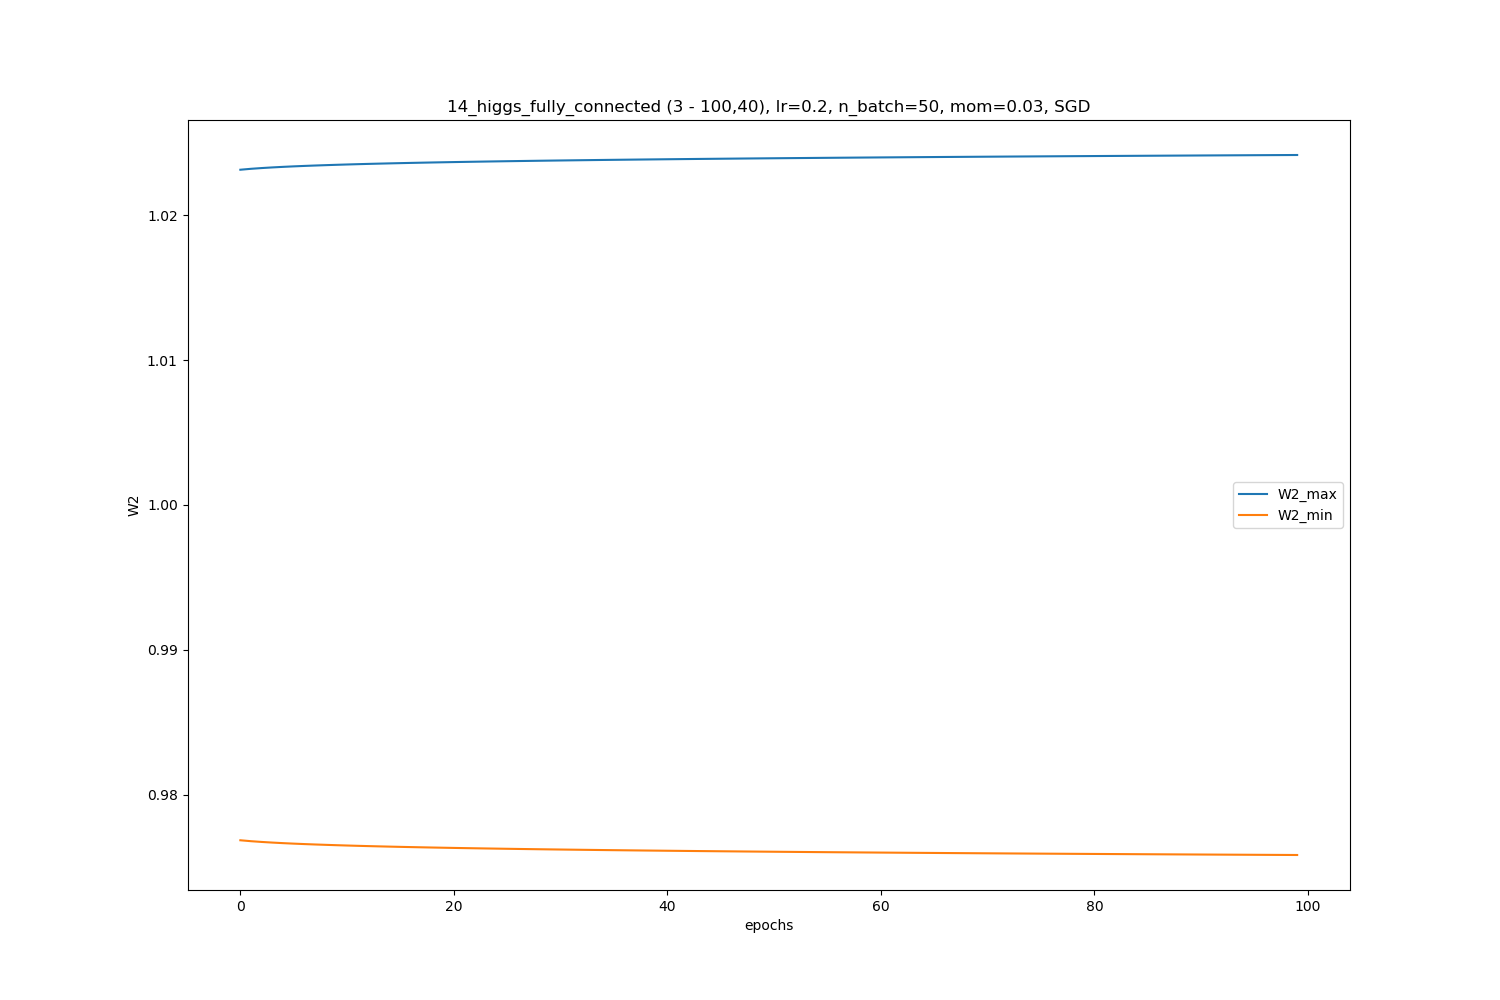 14_higgs_fully_connected (3 - 100,40), lr=0.2, n_batch=50, mom=0.03, SGD
1.02
1.01
1.00
0.99
0.98
W2
W2_max
W2_min
0 20 40 60 80 100
epochs